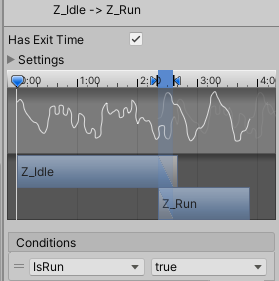 Z_Idle -> Z_Run
Has Exit Time
Settings
0:00 1:00 2:00 3:00 4:0
Z_Idle
Z_Run
Conditions
IsRun true